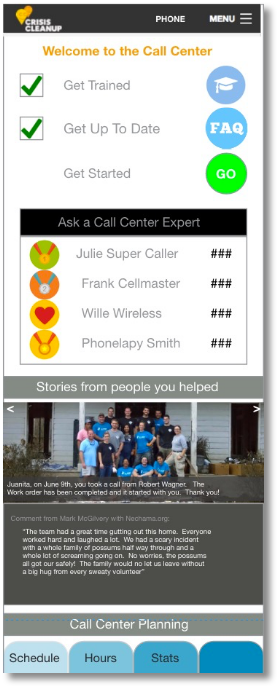 CRISIS
CLEANUP
PHONE
MENU
Welcome to the Call Center
Get Trained
Get Up To Date
FAQ
Get Started
GO
Ask a Call Center Expert
Julie Super Caller ###
Frank Cellmaster ###
Wille Wireless ###
Phonelapy Smith ###
Stories from people you helped
< >
Juanita, on June 9th, you took a call from Robert Wagner. The
Work order has been completed and it started with you. Thank you!
Comment from Mark McGilvery with Nechama.org:
"The team had a great time gutting out this home. Everyone
worked hard and laughed a lot. We had a scary incident
with a whole family of possums half way through and a
whole lot of screaming going on. No worries, the possums
all got our safely! The family would no let us leave without
a big hug from every sweaty volunteer"
Call Center Planning
Schedule Hours Stats